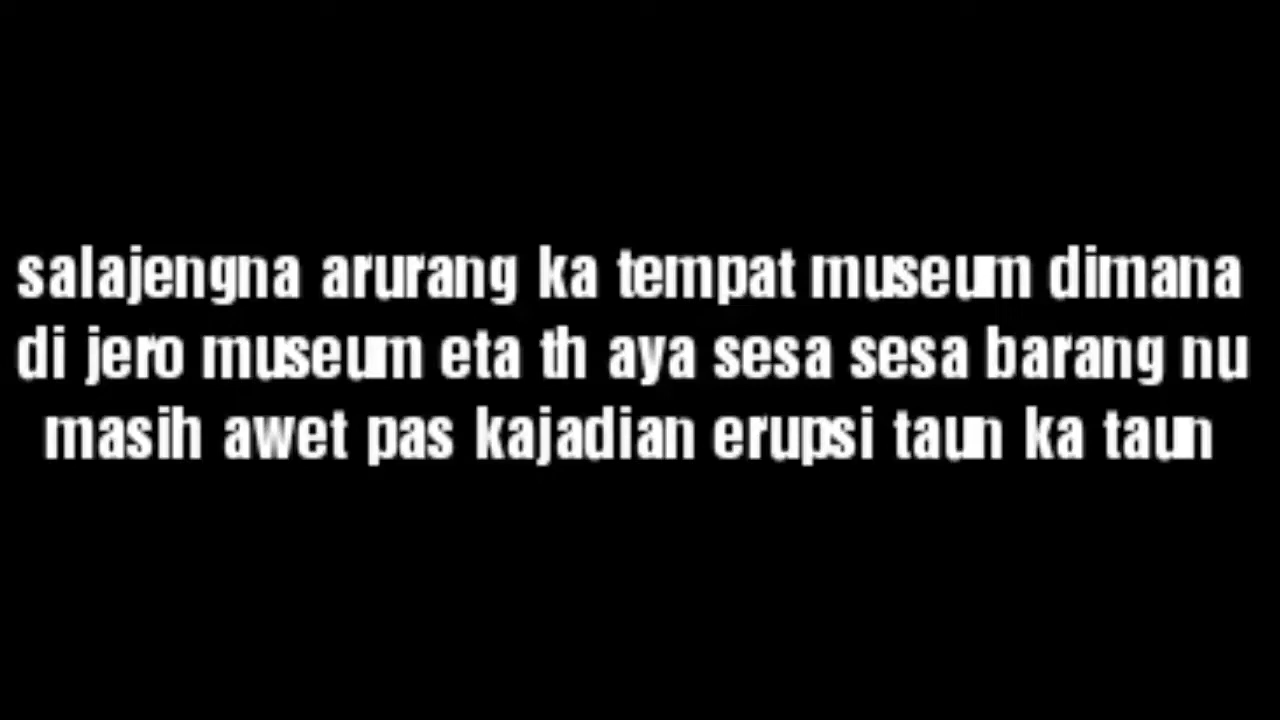 salajengna arurang ka tempat museum dimana
di jero museum eta th aya sesa sesa barang nu
masih awet pas kajadian erupsi taun ka taun